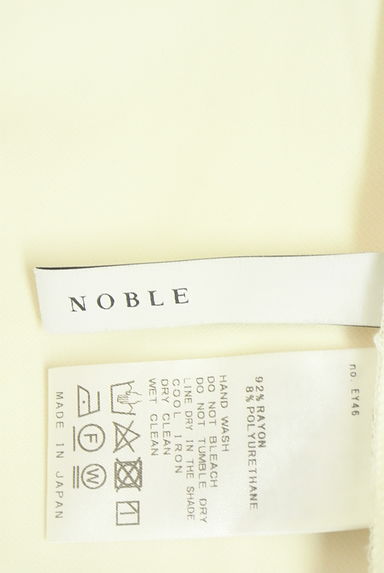 NOBLE
no. EY46
92% RAYON
8% POLYURETHANE
HAND WASH
DO NOT BLEACH
DO NOT TUMBLE DRY
LINE DRY IN THE SHADE
COOL IRON
DRY CLEAN
WET CLEAN
F W
MADE IN JAPAN